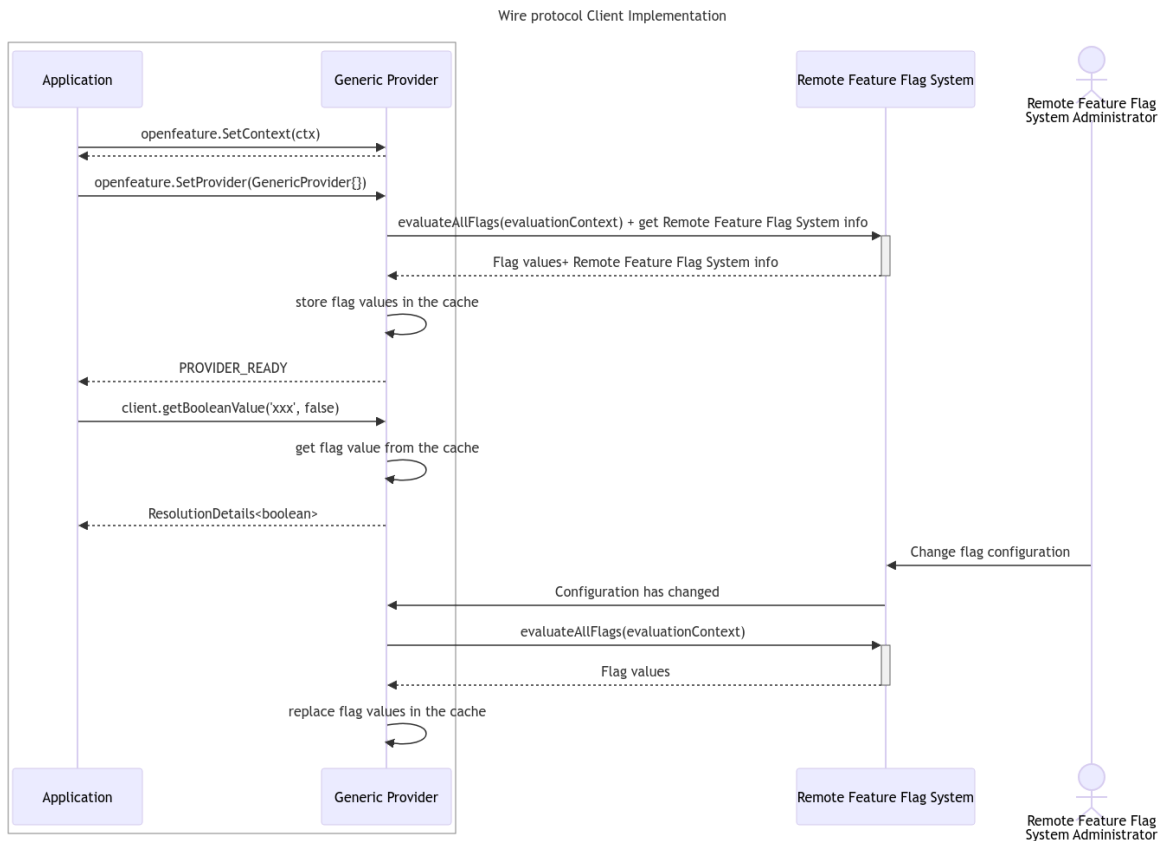 Wire protocol Client Implementation
Application
Generic Provider
Remote Feature Flag System
Remote Feature Flag
System Administrator
openfeature.SetContext(ctx)
openfeature.SetProvider(GenericProvider{})
evaluateAllFlags(evaluationContext) + get Remote Feature Flag System info
Flag values+ Remote Feature Flag System info
store flag values in the cache
PROVIDER_READY
client.getBooleanValue('xxx', false)
get flag value from the cache
ResolutionDetails<boolean>
Change flag configuration
Configuration has changed
evaluateAllFlags(evaluationContext)
Flag values
replace flag values in the cache
Application
Generic Provider
Remote Feature Flag System
Remote Feature Flag
System Administrator